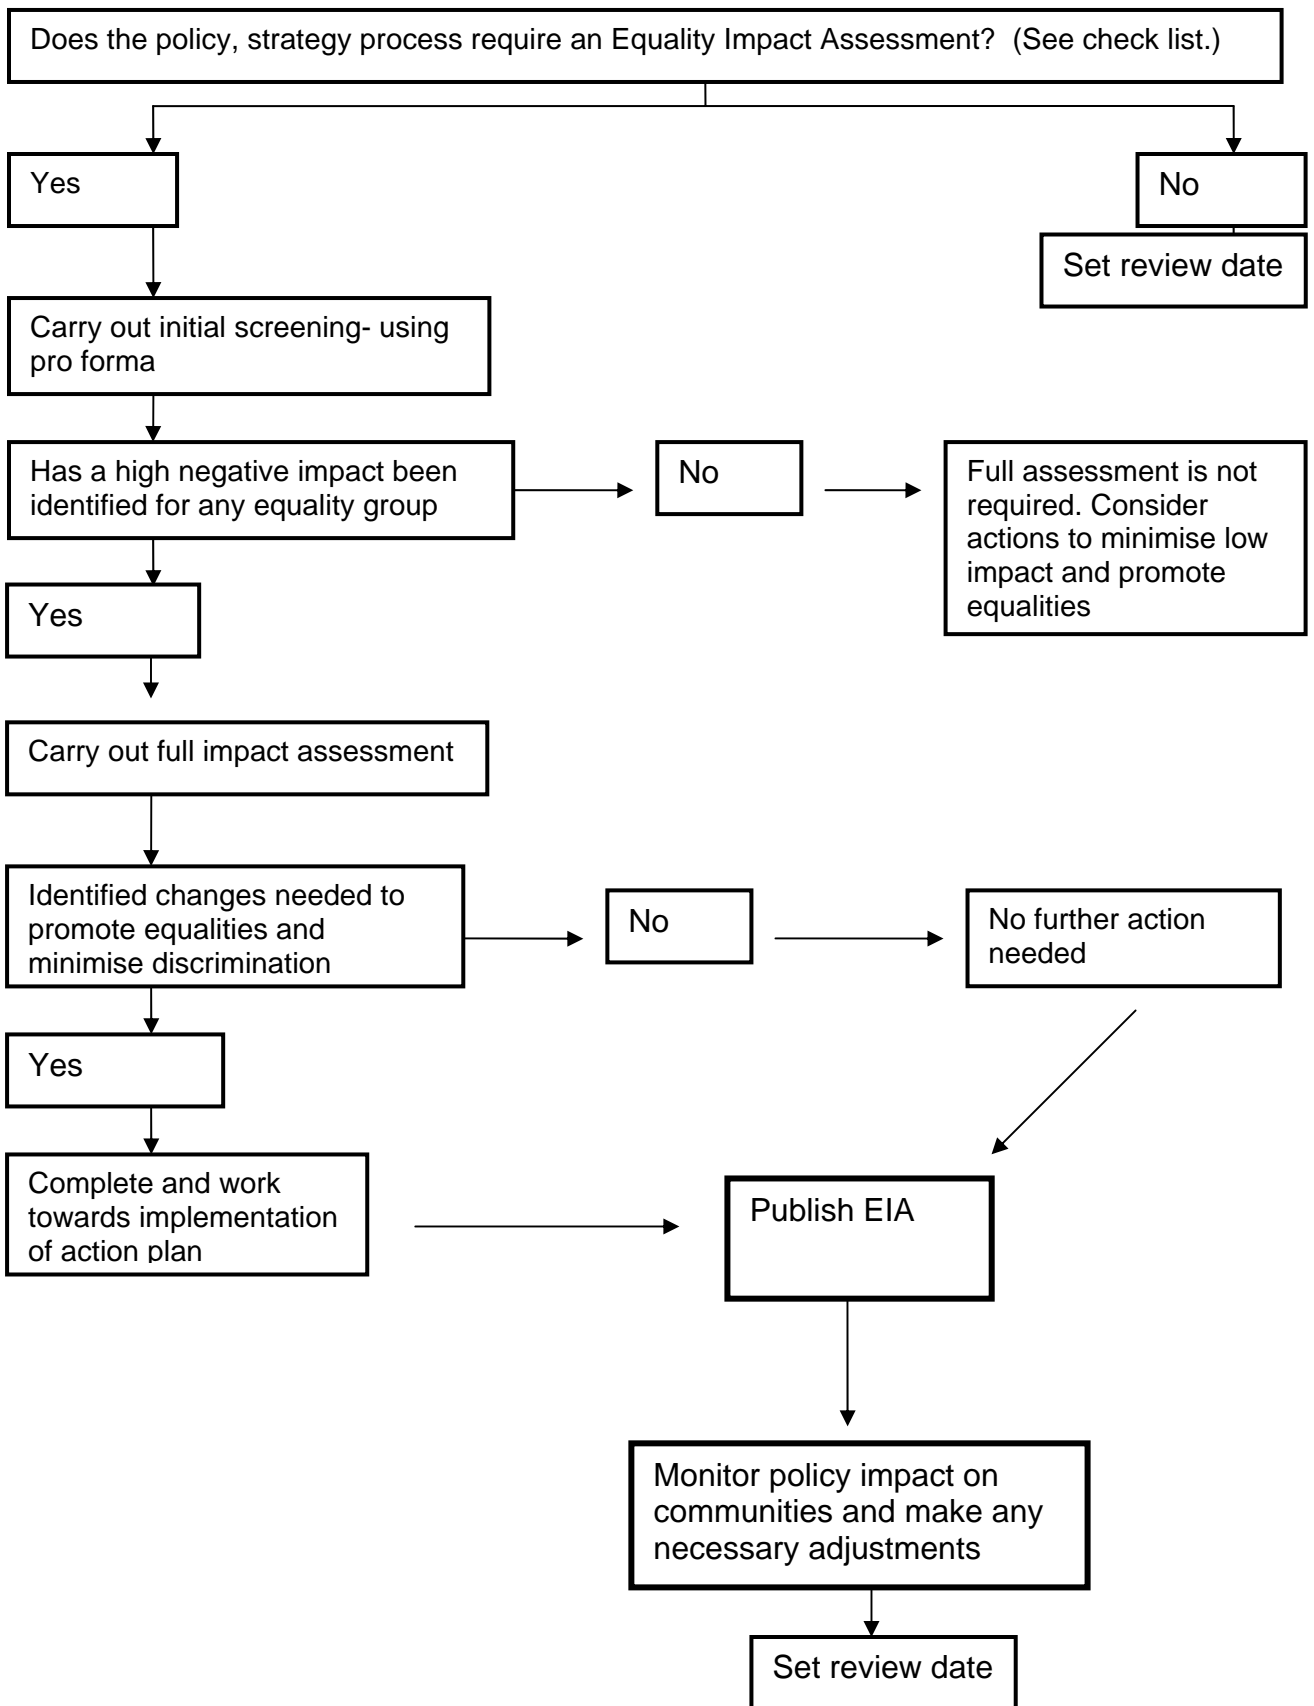 Does the policy, strategy process require an Equality Impact Assessment? (See check list.)
Yes
No
Set review date
Carry out initial screening- using
pro forma
Has a high negative impact been
identified for any equality group
No
Full assessment is not
required. Consider
actions to minimise low
impact and promote
equalities
Yes
Carry out full impact assessment
Identified changes needed to
promote equalities and
minimise discrimination
No
No further action
needed
Yes
Complete and work
towards implementation
of action plan
Publish EIA
Monitor policy impact on
communities and make any
necessary adjustments
Set review date